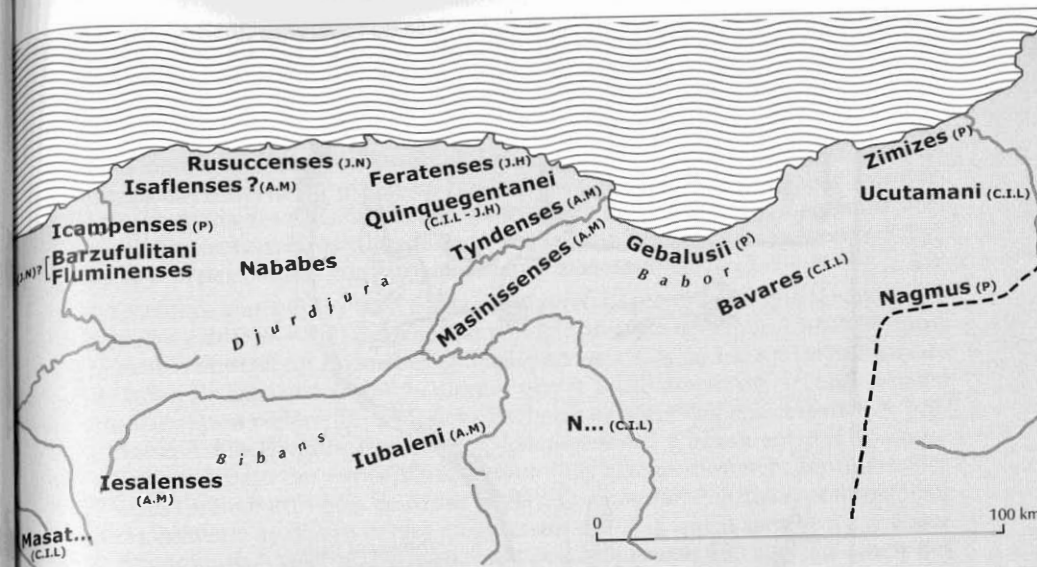 Zimizes (P)
Rusuccenses (J.N)
Feratenses (J.H)
Isaflenses ? (A.M)
Ucutamani (C.I.L)
Quinquegentanei
(C.I.L - J.H)
Icampenses (P)
Tyndenses (A.M)
Gebalusii (P)
(J.N)? [Barzufulitani
Fluminenses
Nababes
Babor
Masinissenses (A.M)
Bavares (C.I.L)
Nagmus (P)
Djurdjura
N... (C.I.L)
Bibans
Iubaleni (A.M)
Iesalenses
(A.M)
0
100 km
Masat...
(C.I.L)